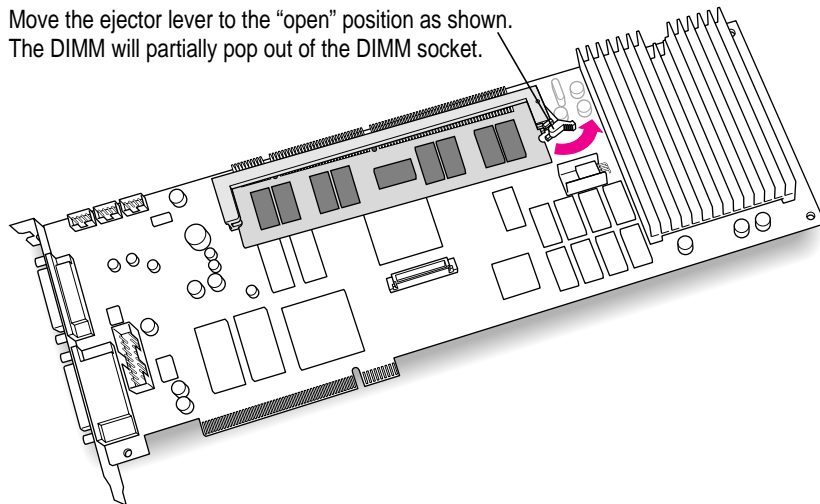 Move the ejector lever to the “open” position as shown.
The DIMM will partially pop out of the DIMM socket.